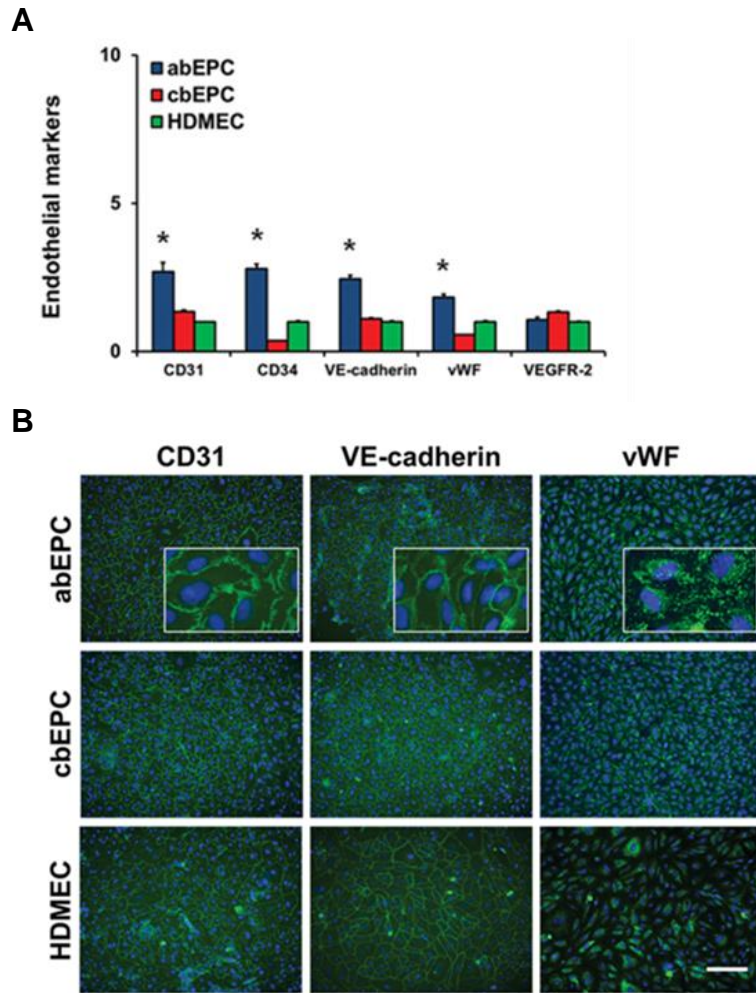 A
10
5
0
Endothelial markers
abEPC
cbEPC
HDMEC
*
*
*
*
CD31 CD34 VE-cadherin vWF VEGFR-2
B
CD31 VE-cadherin vWF
abEPC
cbEPC
HDMEC